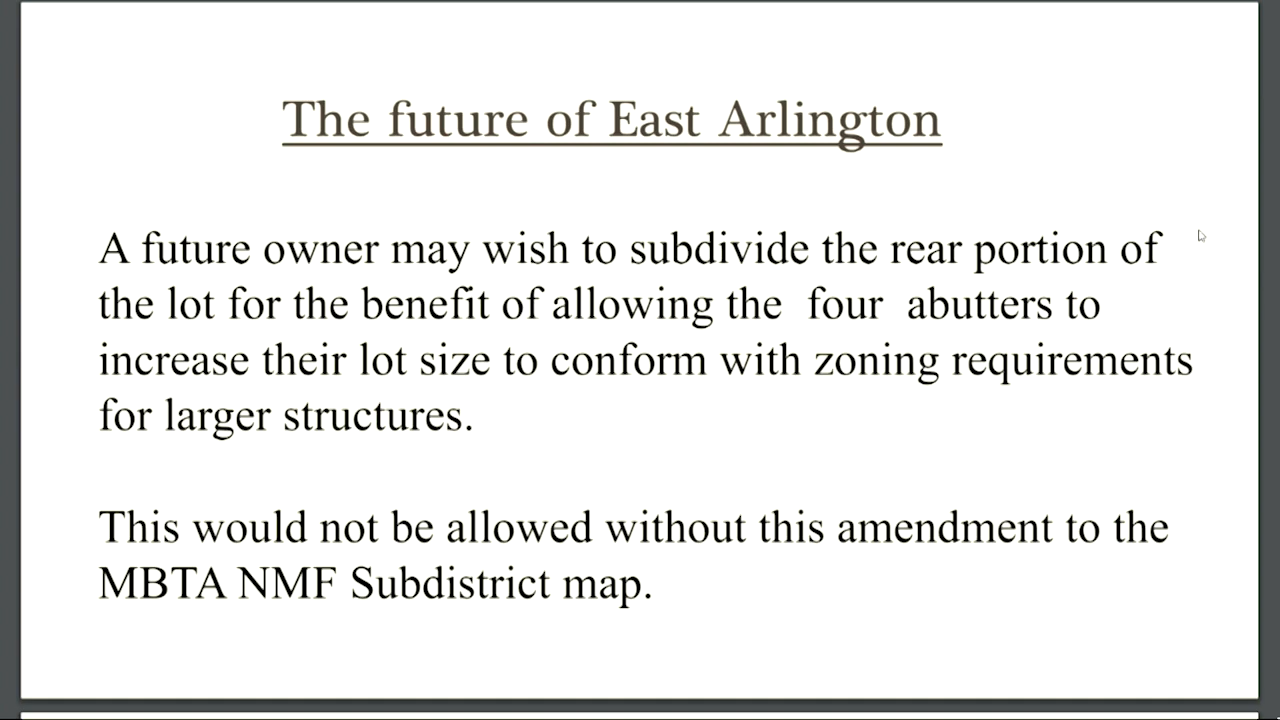 The future of East Arlington
A future owner may wish to subdivide the rear portion of
the lot for the benefit of allowing the  four  abutters to
increase their lot size to conform with zoning requirements
for larger structures.
This would not be allowed without this amendment to the
MBTA NMF Subdistrict map.